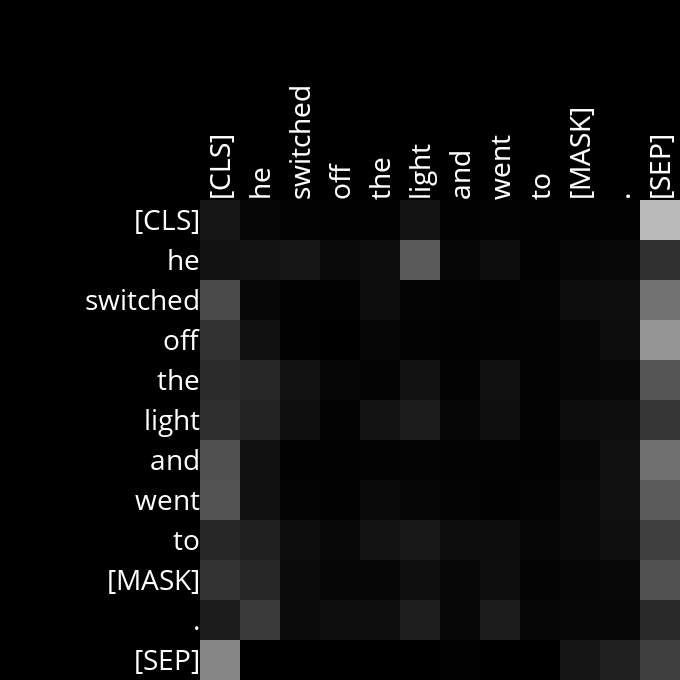 [CLS] he switched off the light and went to [MASK] . [SEP]
[CLS]
he
switched
off
the
light
and
went
to
[MASK]
.
[SEP]